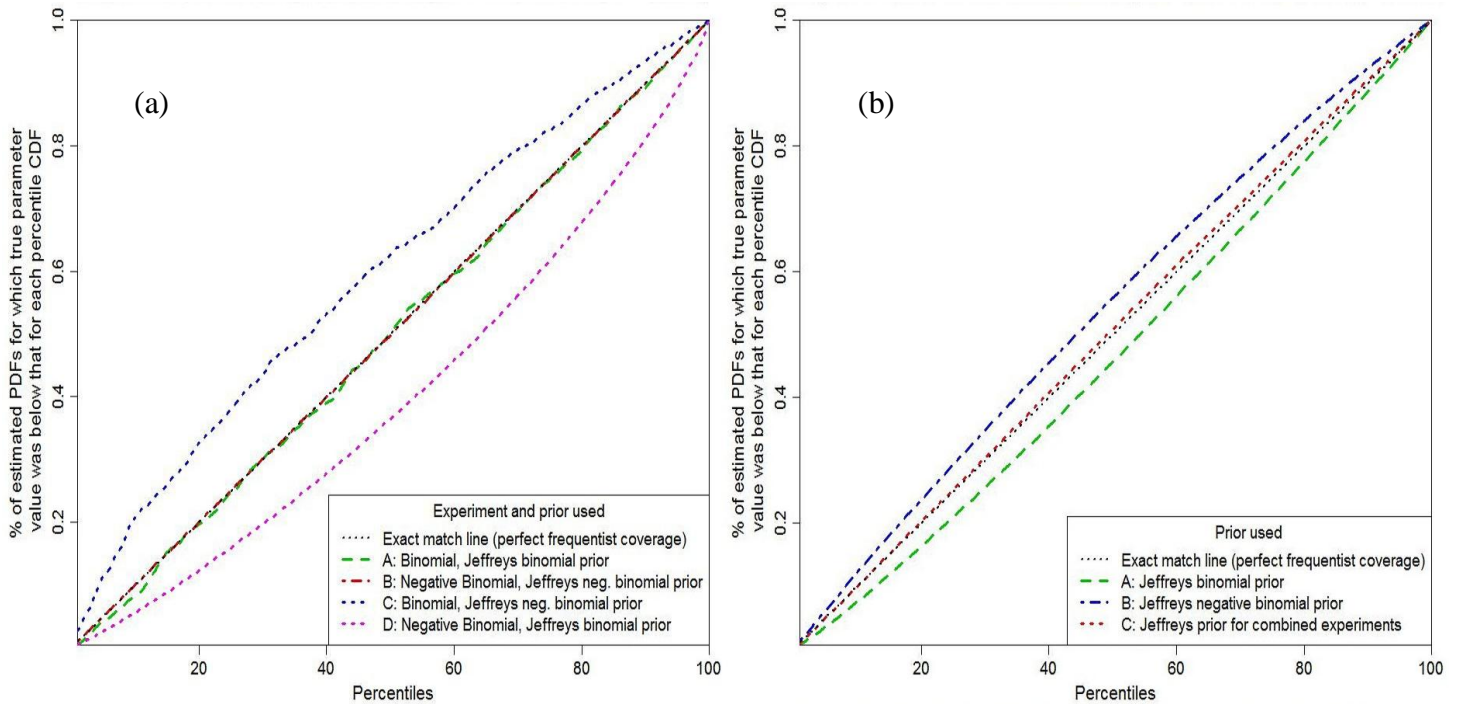 (a)
% of estimated PDFs for which true parameter
value was below that for each percentile CDF
1.0
0.8
0.6
0.4
0.2
Experiment and prior used
Exact match line (perfect frequentist coverage)
A: Binomial, Jeffreys binomial prior
B: Negative Binomial, Jeffreys neg. binomial prior
C: Binomial, Jeffreys neg. binomial prior
D: Negative Binomial, Jeffreys binomial prior
20 40 60 80 100
Percentiles
(b)
% of estimated PDFs for which true parameter
value was below that for each percentile CDF
1.0
0.8
0.6
0.4
0.2
Prior used
Exact match line (perfect frequentist coverage)
A: Jeffreys binomial prior
B: Jeffreys negative binomial prior
C: Jeffreys prior for combined experiments
20 40 60 80 100
Percentiles